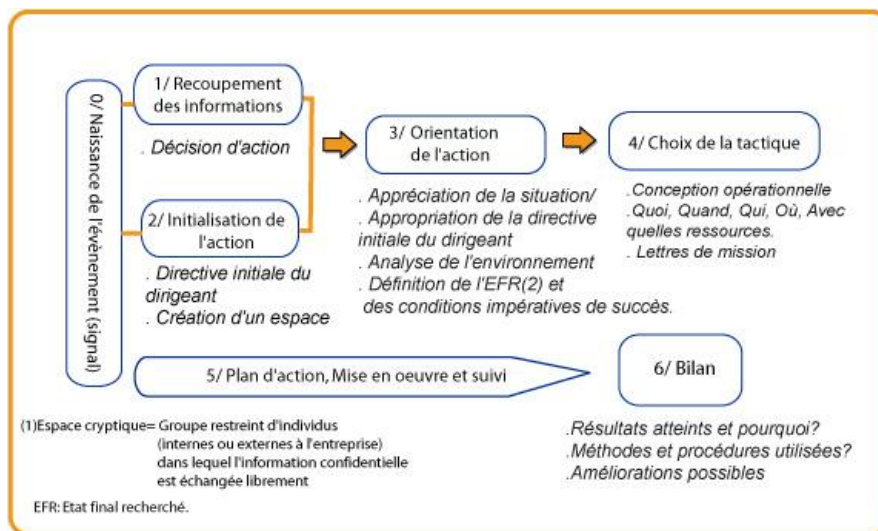 0/ Naissance de l'évènement (signal)
1/ Recoupement
des informations
. Décision d'action
2/ Initialisation de
l'action
. Directive initiale du
dirigeant
. Création d'un espace
3/ Orientation
de l'action
. Appréciation de la situation/
. Appropriation de la directive
initiale du dirigeant
. Analyse de l'environnement
. Définition de l'EFR(2) et
des conditions impératives de succès.
4/ Choix de la tactique
.Conception opérationnelle
.Quoi, Quand, Qui, Où, Avec
quelles ressources.
. Lettres de mission
5/ Plan d'action, Mise en oeuvre et suivi
6/ Bilan
.Résultats atteints et pourquoi?
.Méthodes et procédures utilisées?
.Améliorations possibles
(1)Espace cryptique= Groupe restreint d'individus
(internes ou externes à l'entreprise)
dans lequel l'information confidentielle
est échangée librement
EFR: Etat final recherché.